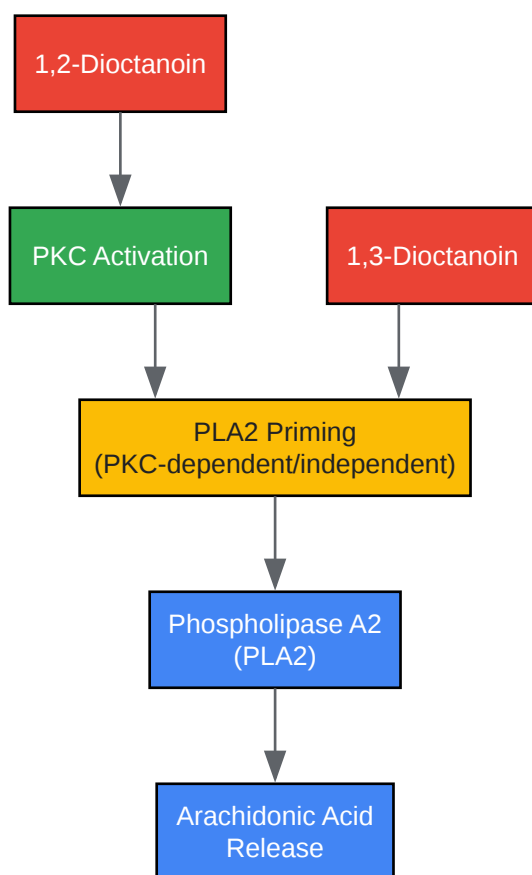 1,2-Dioctanoin
PKC Activation
1,3-Dioctanoin
PLA2 Priming
(PKC-dependent/independent)
Phospholipase A2
(PLA2)
Arachidonic Acid
Release